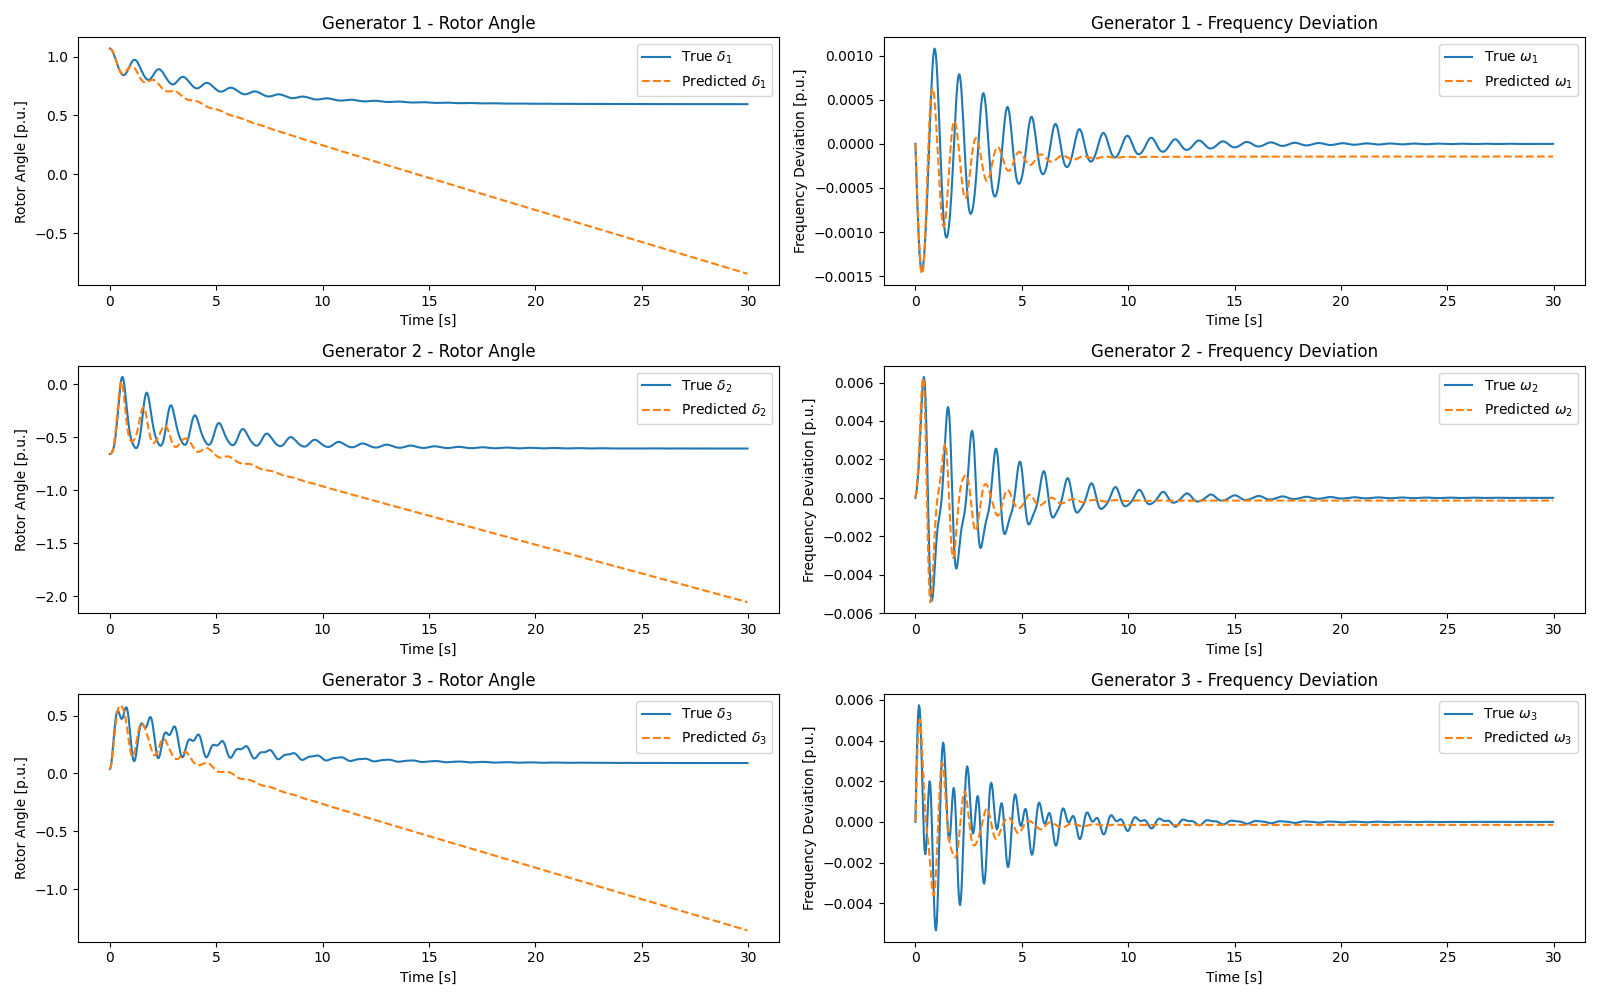 Generator 1 - Rotor Angle
Rotor Angle [p.u.]
1.0
0.5
0.0
−0.5
True δ₁
Predicted δ₁
0 5 10 15 20 25 30
Time [s]
Generator 1 - Frequency Deviation
Frequency Deviation [p.u.]
0.0010
0.0005
0.0000
−0.0005
−0.0010
−0.0015
True ω₁
Predicted ω₁
0 5 10 15 20 25 30
Time [s]
Generator 2 - Rotor Angle
Rotor Angle [p.u.]
0.0
−0.5
−1.0
−1.5
−2.0
True δ₂
Predicted δ₂
0 5 10 15 20 25 30
Time [s]
Generator 2 - Frequency Deviation
Frequency Deviation [p.u.]
0.006
0.004
0.002
0.000
−0.002
−0.004
−0.006
True ω₂
Predicted ω₂
0 5 10 15 20 25 30
Time [s]
Generator 3 - Rotor Angle
Rotor Angle [p.u.]
0.5
0.0
−0.5
−1.0
True δ₃
Predicted δ₃
0 5 10 15 20 25 30
Time [s]
Generator 3 - Frequency Deviation
Frequency Deviation [p.u.]
0.006
0.004
0.002
0.000
−0.002
−0.004
True ω₃
Predicted ω₃
0 5 10 15 20 25 30
Time [s]